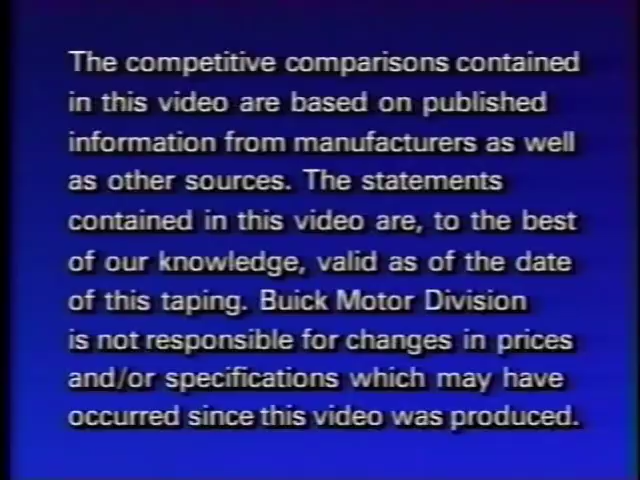 The competitive comparisons contained
in this video are based on published
information from manufacturers as well
as other sources. The statements
contained in this video are, to the best
of our knowledge, valid as of the date
of this taping. Buick Motor Division
is not responsible for changes in prices
and/or specifications which may have
occurred since this video was produced.